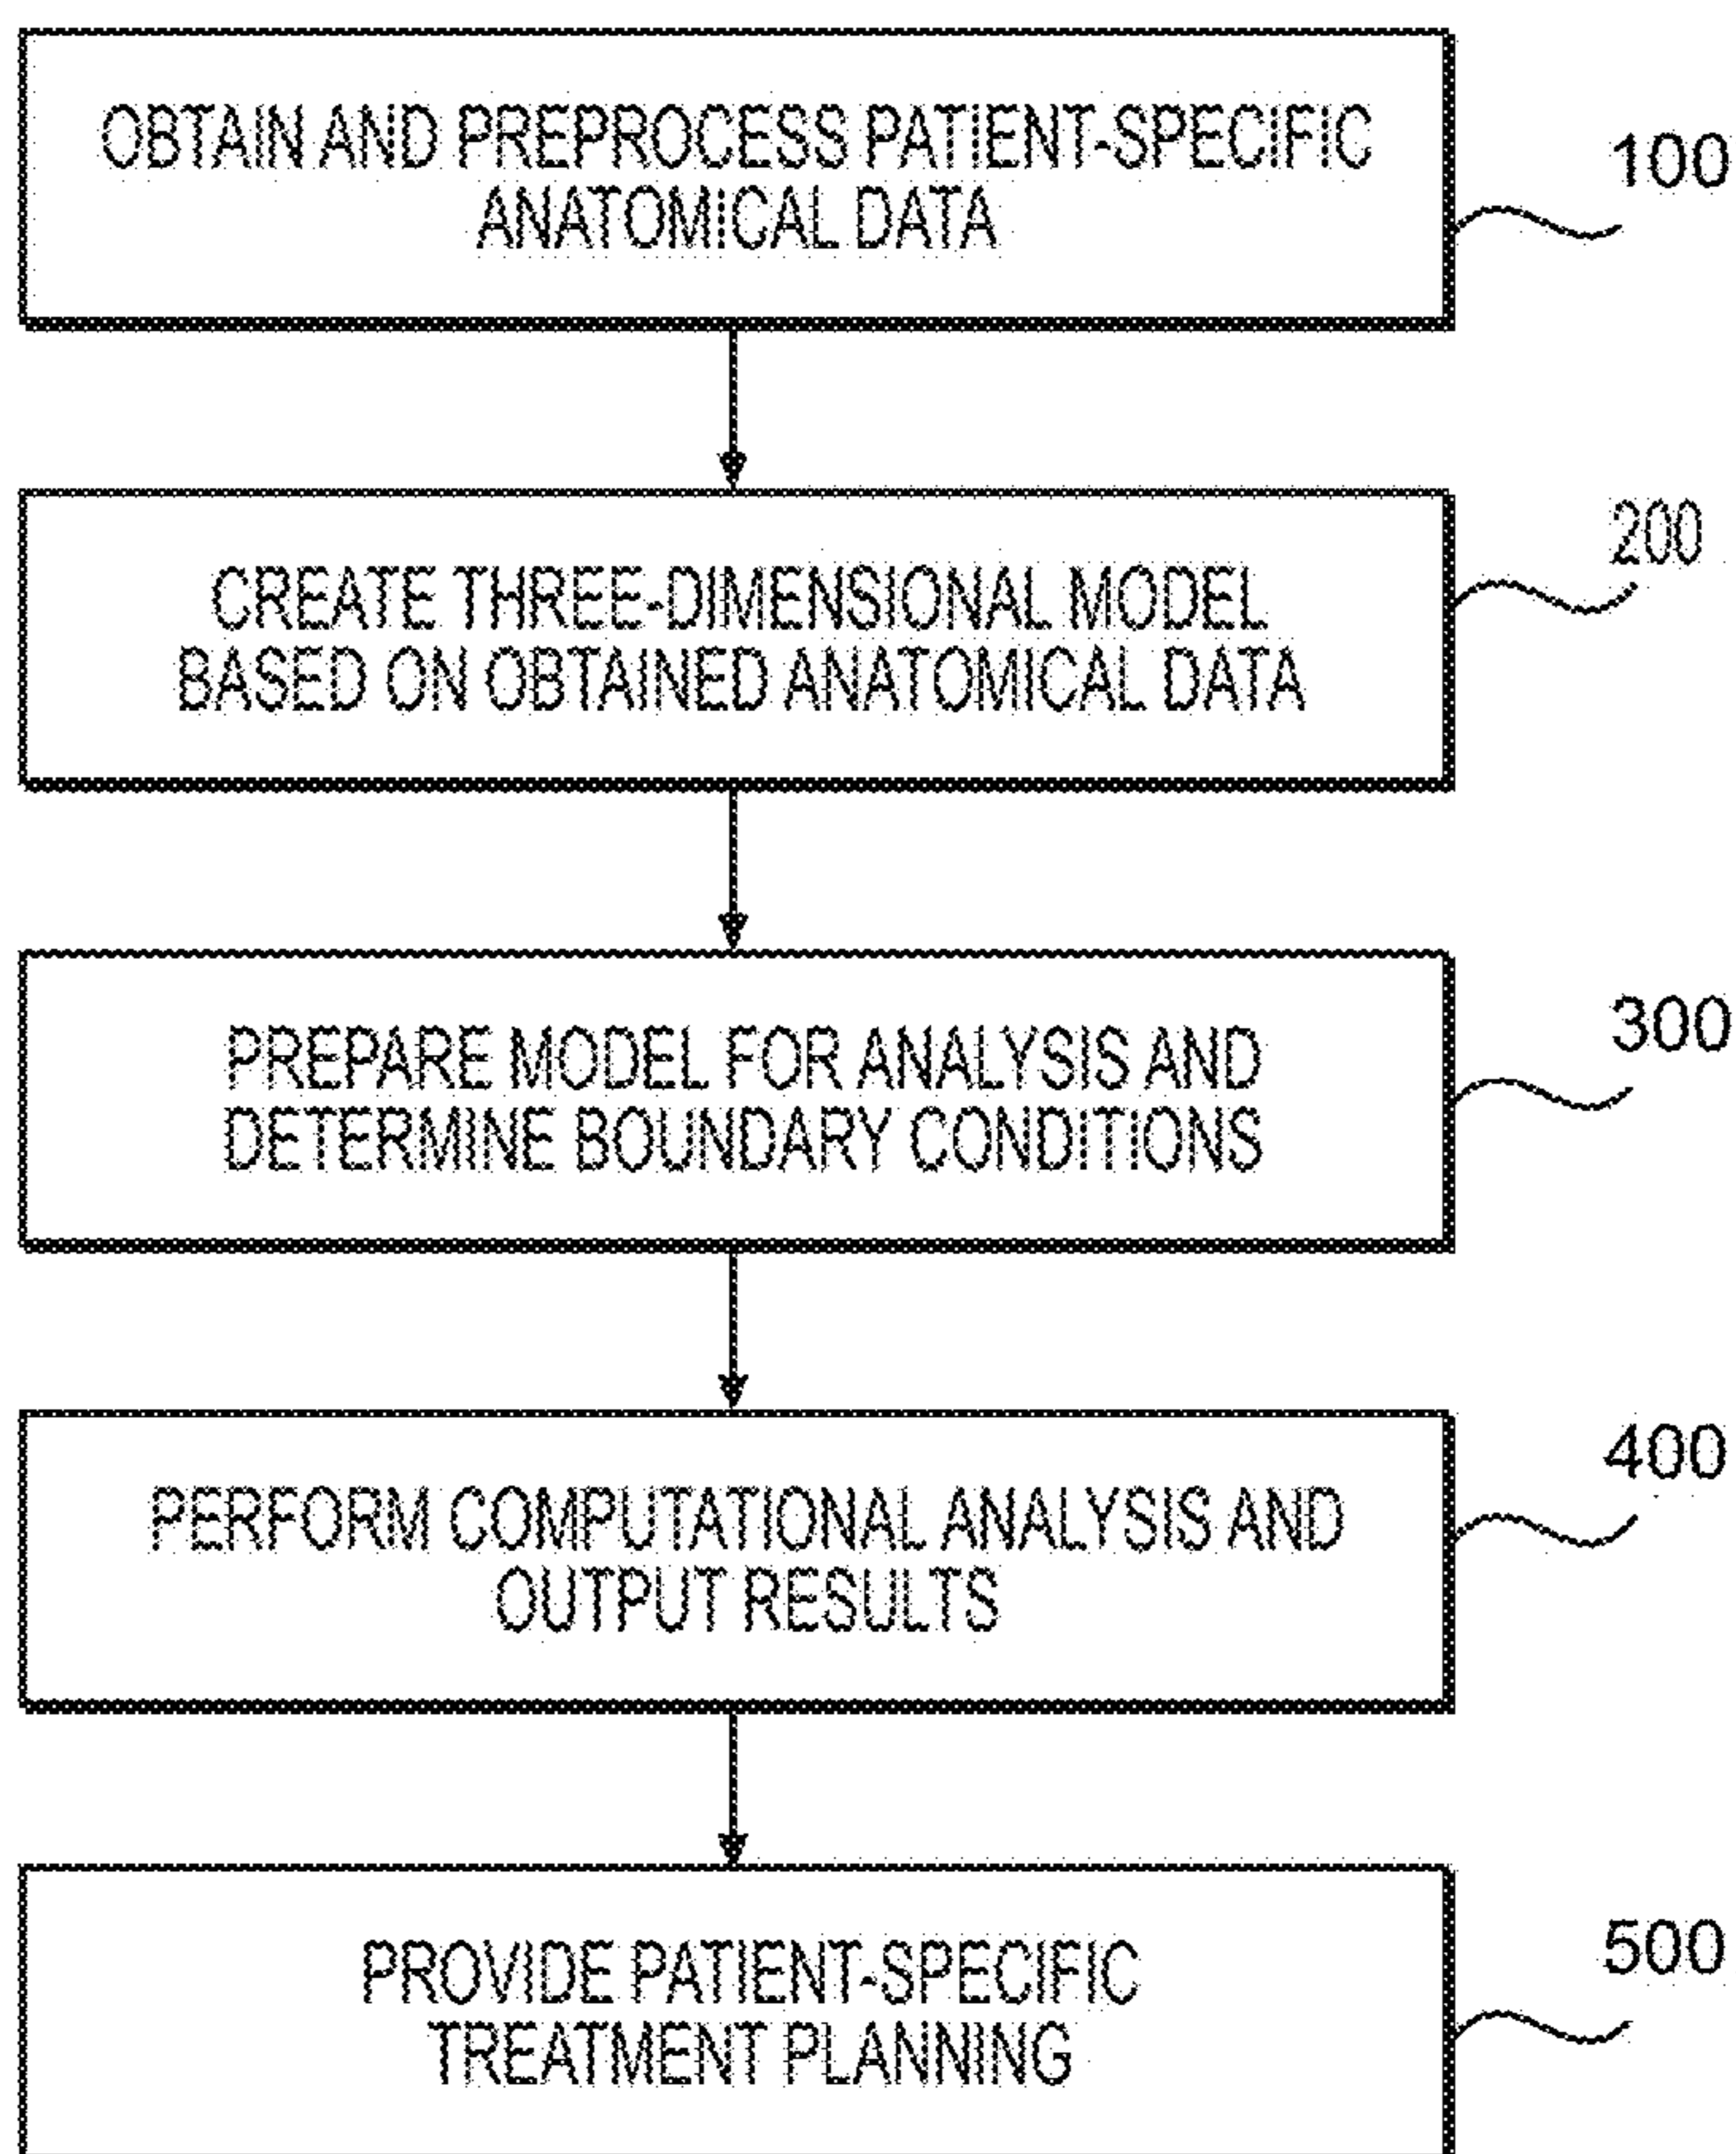 OBTAIN AND PREPROCESS PATIENT-SPECIFIC
ANATOMICAL DATA
100
CREATE THREE-DIMENSIONAL MODEL
BASED ON OBTAINED ANATOMICAL DATA
200
PREPARE MODEL FOR ANALYSIS AND
DETERMINE BOUNDARY CONDITIONS
300
PERFORM COMPUTATIONAL ANALYSIS AND
OUTPUT RESULTS
400
PROVIDE PATIENT-SPECIFIC
TREATMENT PLANNING
500